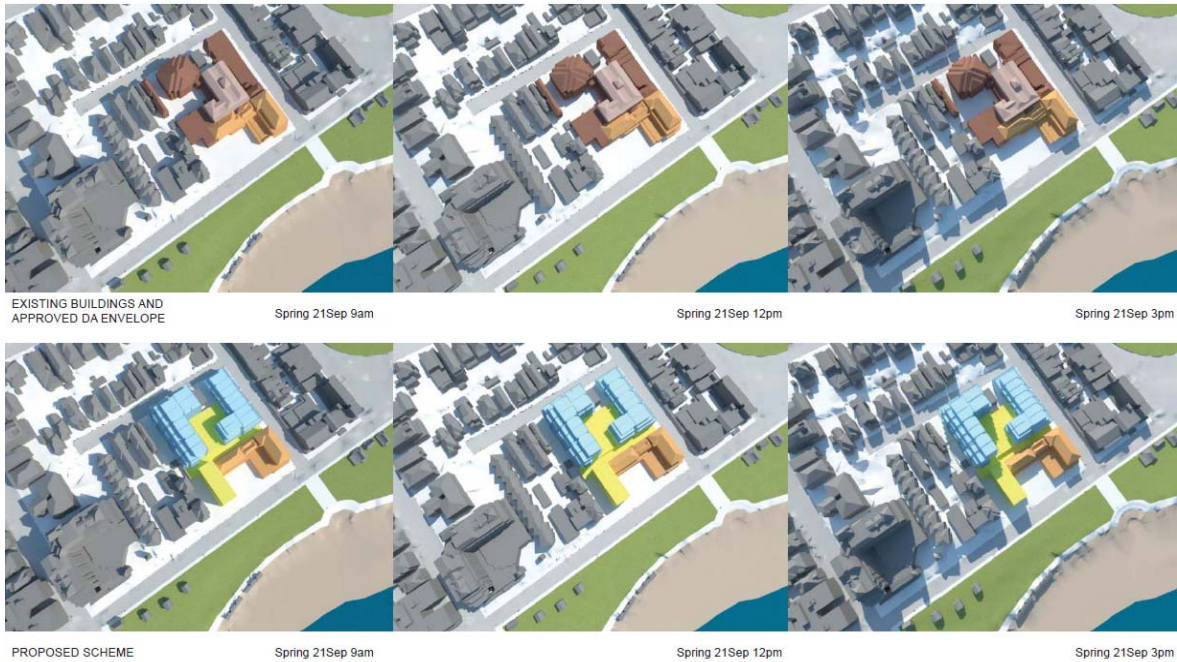 EXISTING BUILDINGS AND
APPROVED DA ENVELOPE
Spring 21Sep 9am
Spring 21Sep 12pm
Spring 21Sep 3pm
PROPOSED SCHEME
Spring 21Sep 9am
Spring 21Sep 12pm
Spring 21Sep 3pm